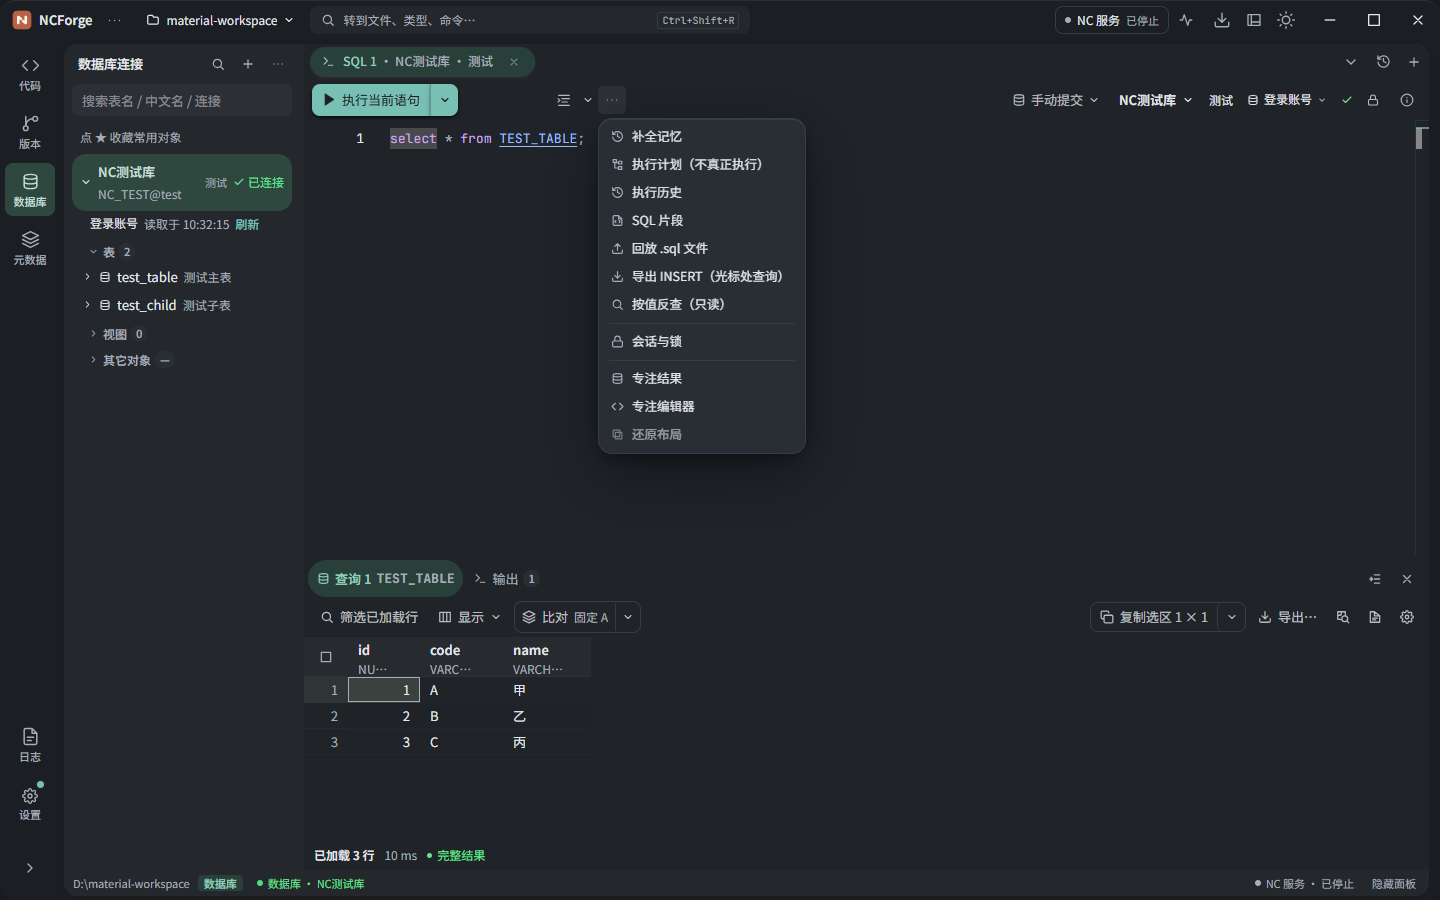 NCForge ··· material-workspace 转到文件、类型、命令··· Ctrl+Shift+R NC 服务 已停止
代码
版本
数据库
元数据
日志
设置
数据库连接 ···
搜索表名 / 中文名 / 连接
点 ★ 收藏常用对象
NC测试库
NC_TEST@test
测试 已连接
登录账号 读取于 10:32:15 刷新
表 2
test_table 测试主表
test_child 测试子表
视图 0
其它对象 —
SQL 1 • NC测试库 • 测试
执行当前语句 ··· 手动提交 NC测试库 测试 登录账号
1 select * from TEST_TABLE;
补全记忆
执行计划（不真正执行）
执行历史
SQL 片段
回放 .sql 文件
导出 INSERT（光标处查询）
按值反查（只读）
会话与锁
专注结果
专注编辑器
还原布局
查询 1 TEST_TABLE 输出 1
筛选已加载行 显示 比对 固定 A 复制选区 1 × 1 导出···
id code name
NU··· VARC··· VARCH···
1 1 A 甲
2 2 B 乙
3 3 C 丙
已加载 3 行 10 ms 完整结果
D:\material-workspace 数据库 数据库 • NC测试库 NC 服务 • 已停止 隐藏面板